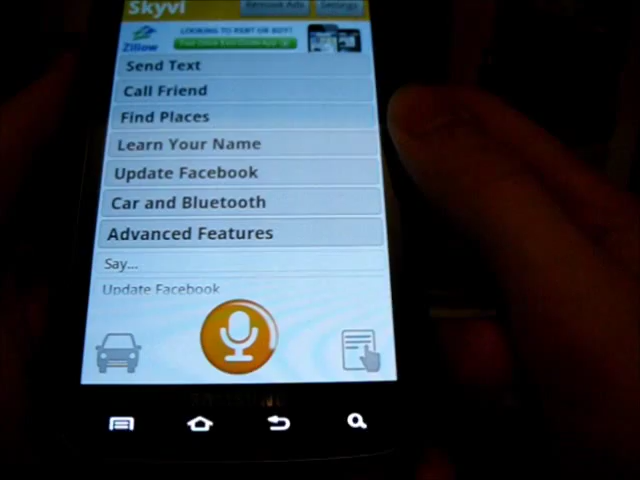 Skyvi
Remove Ads
Settings
Zillow
LOOKING TO RENT OR BUY?
Send Text
Call Friend
Find Places
Learn Your Name
Update Facebook
Car and Bluetooth
Advanced Features
Say...
Update Facebook